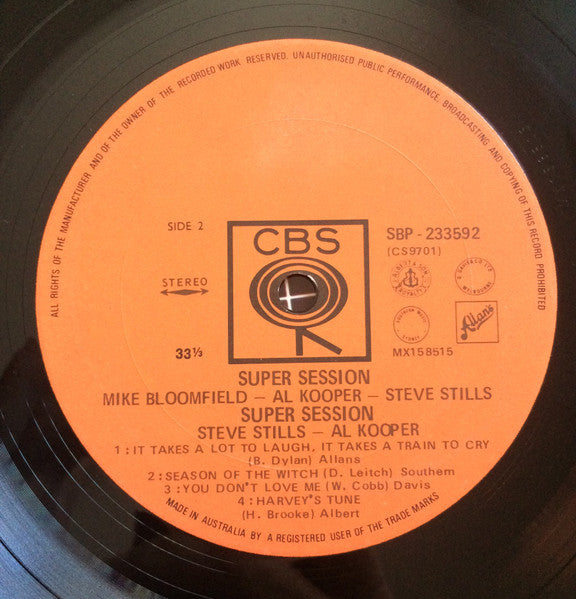 ALL RIGHTS OF THE MANUFACTURER AND OF THE OWNER OF THE RECORDED WORK RESERVED. UNAUTHORISED PUBLIC PERFORMANCE, BROADCASTING AND COPYING OF THIS RECORD PROHIBITED
SIDE 2
CBS
SBP - 233592
(CS9701)
STEREO
Allan's
33⅓
MX158515
SUPER SESSION
MIKE BLOOMFIELD — AL KOOPER — STEVE STILLS
SUPER SESSION
STEVE STILLS — AL KOOPER
1 : IT TAKES A LOT TO LAUGH, IT TAKES A TRAIN TO CRY
(B. Dylan) Allans
2 : SEASON OF THE WITCH (D. Leitch) Southern
3 : YOU DON'T LOVE ME (W. Cobb) Davis
4 : HARVEY'S TUNE
(H. Brooke) Albert
MADE IN AUSTRALIA BY A REGISTERED USER OF THE TRADE MARKS